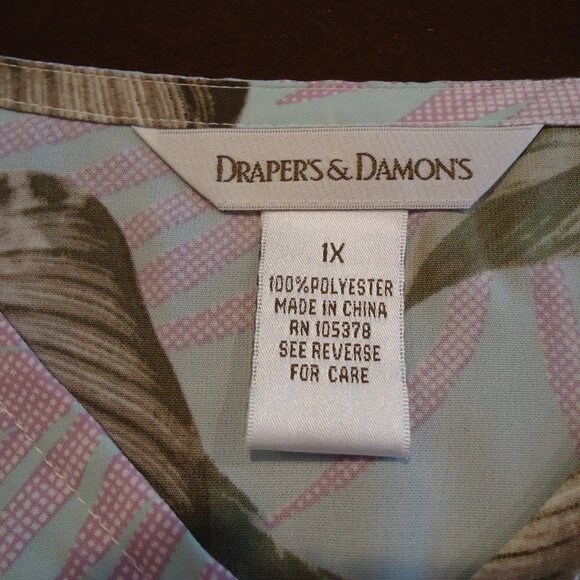 DRAPER'S & DAMON'S
1X
100%POLYESTER
MADE IN CHINA
RN 105378
SEE REVERSE
FOR CARE